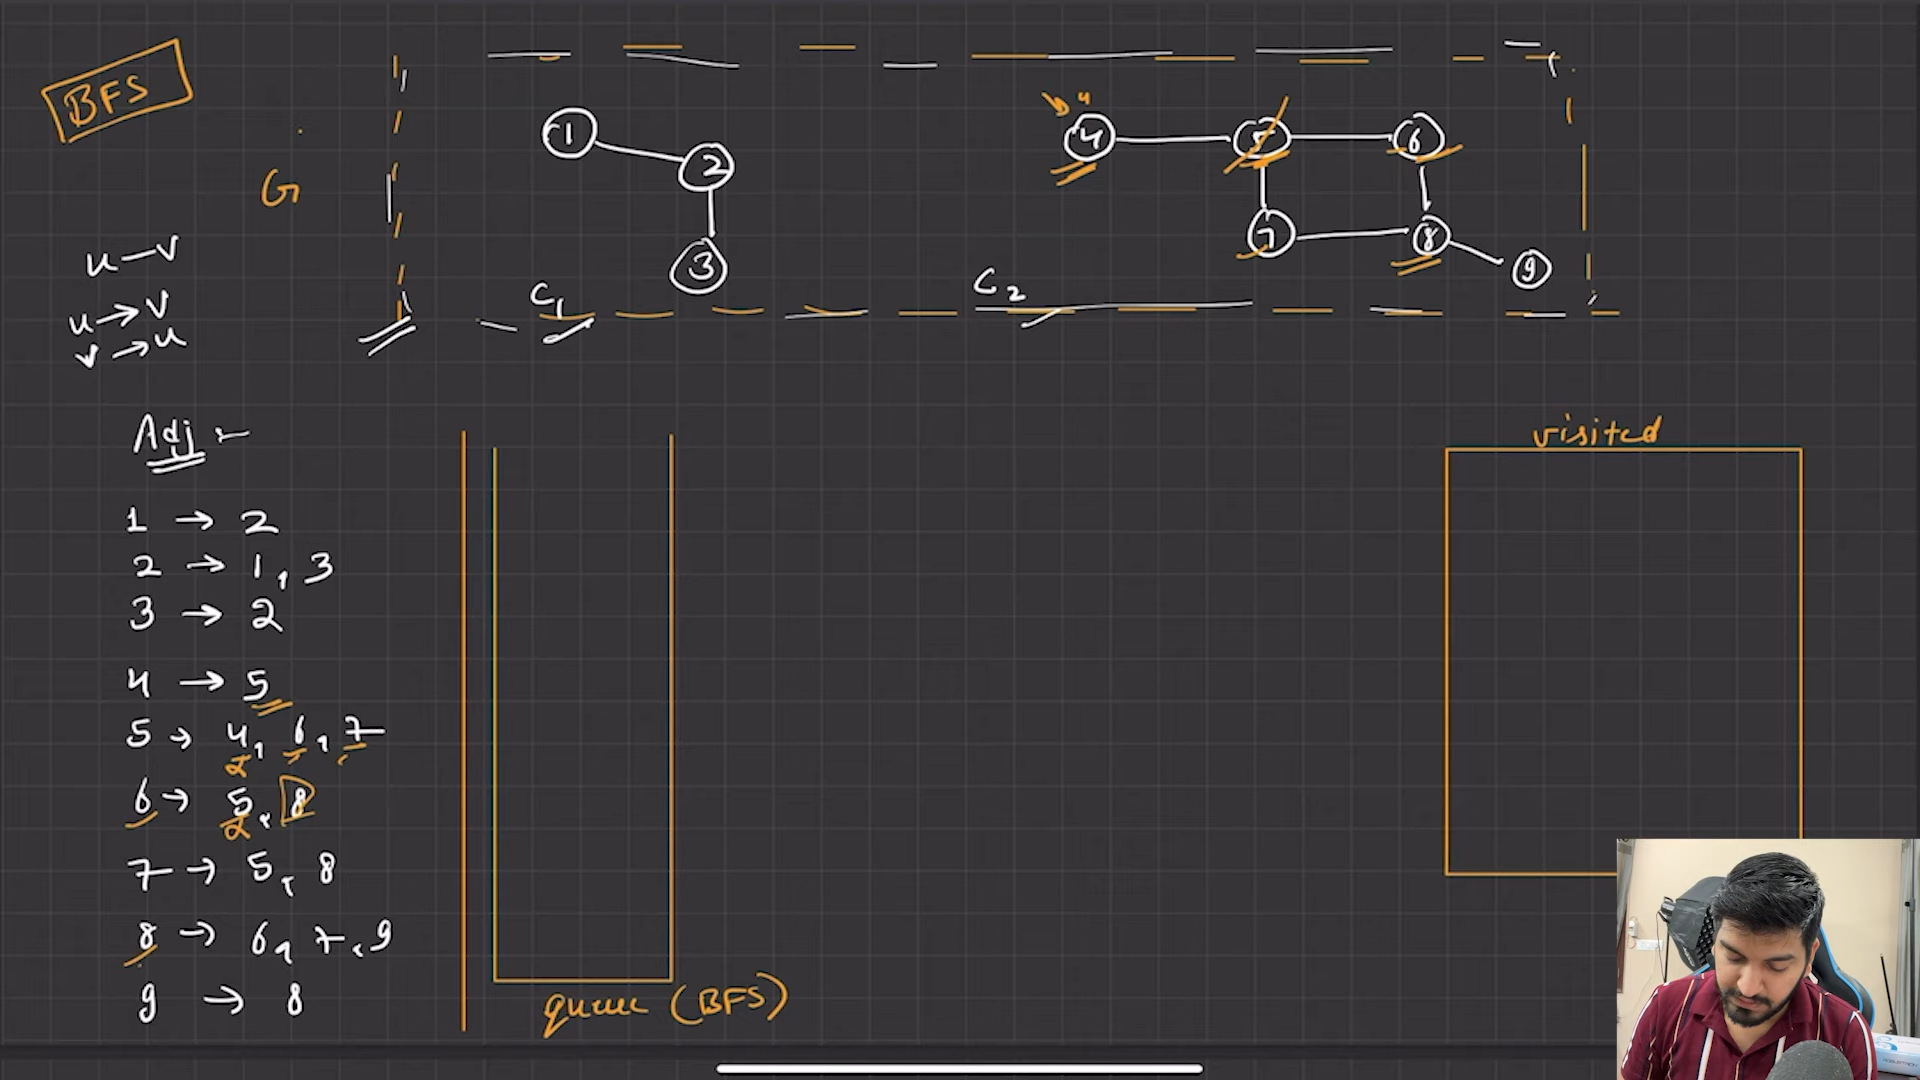 BFS
G
1
2
3
4
4
5
6
7
8
9
C1
C2
u — v
u → v
v → u
Adj :-
1 → 2
2 → 1, 3
3 → 2
4 → 5
5 → 4, 6, 7
6 → 5, 8
7 → 5, 8
8 → 6, 7, 9
9 → 8
queue (BFS)
visited